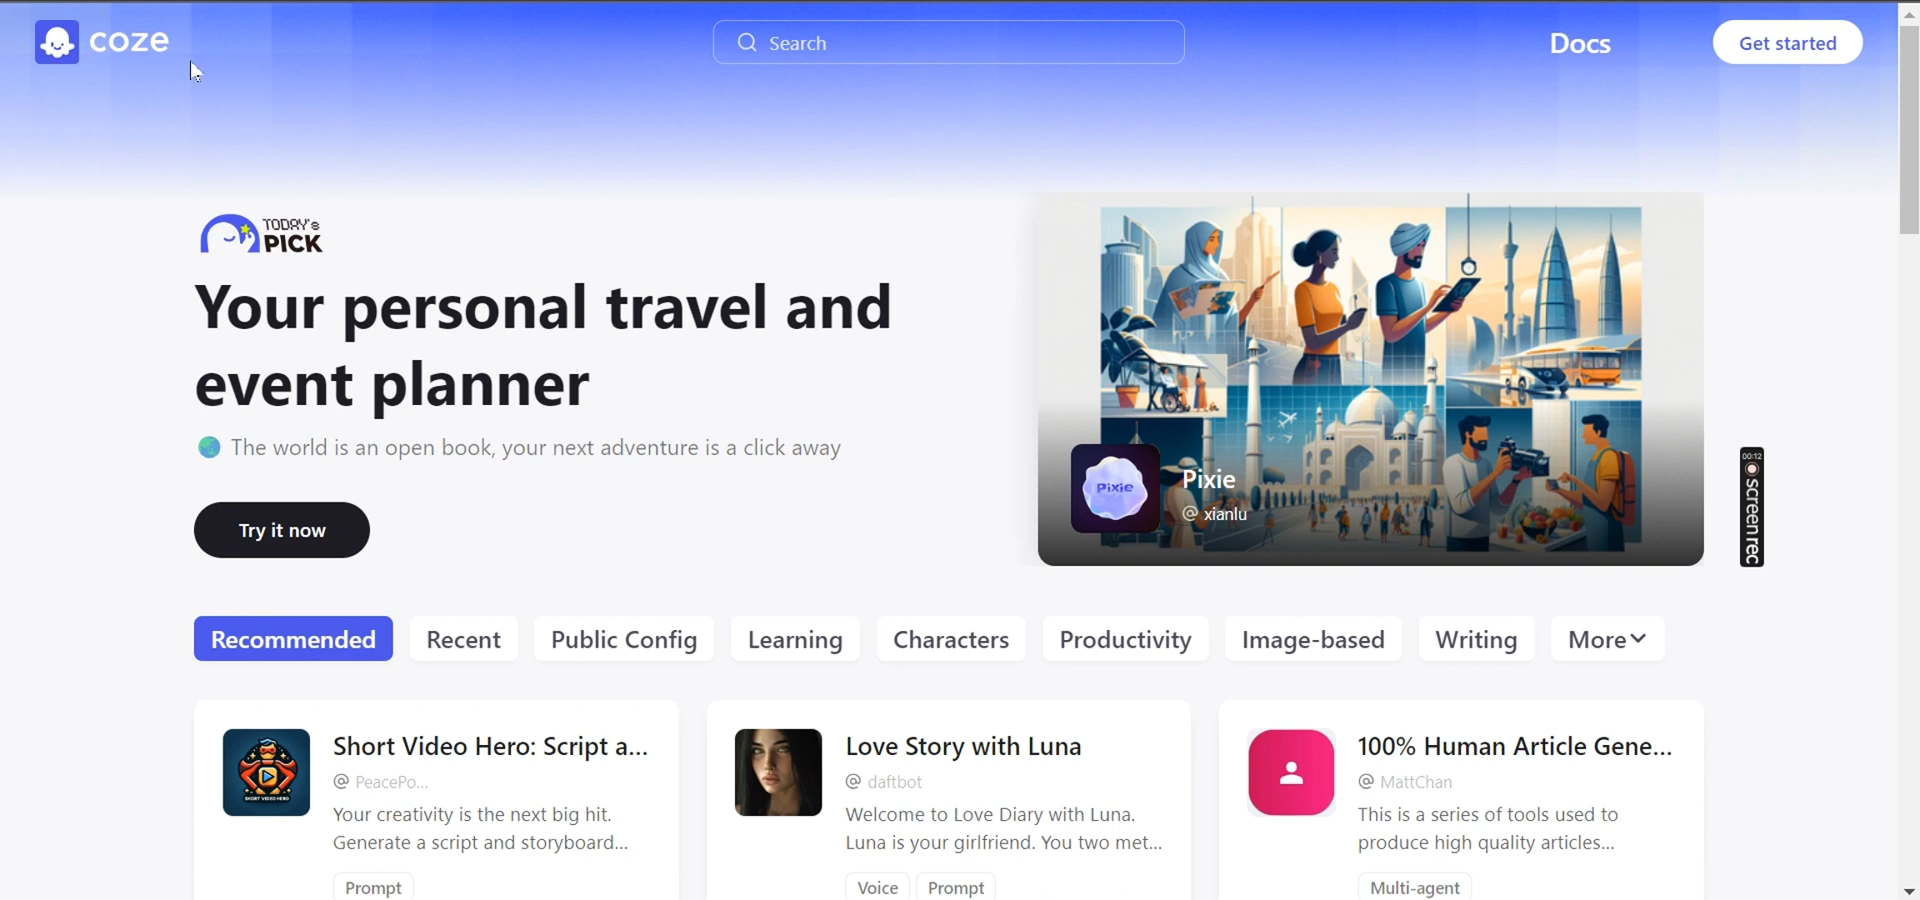 coze
Search
Docs
Get started
TODAY's
PICK
Your personal travel and
event planner
The world is an open book, your next adventure is a click away
Try it now
Pixie
Pixie
@ xianlu
00:12
screenrec
Recommended
Recent
Public Config
Learning
Characters
Productivity
Image-based
Writing
More
Short Video Hero: Script a...
@ PeacePo...
Your creativity is the next big hit.
Generate a script and storyboard...
Prompt
SHORT VIDEO HERO
Love Story with Luna
@ daftbot
Welcome to Love Diary with Luna.
Luna is your girlfriend. You two met...
Voice
Prompt
100% Human Article Gene...
@ MattChan
This is a series of tools used to
produce high quality articles...
Multi-agent